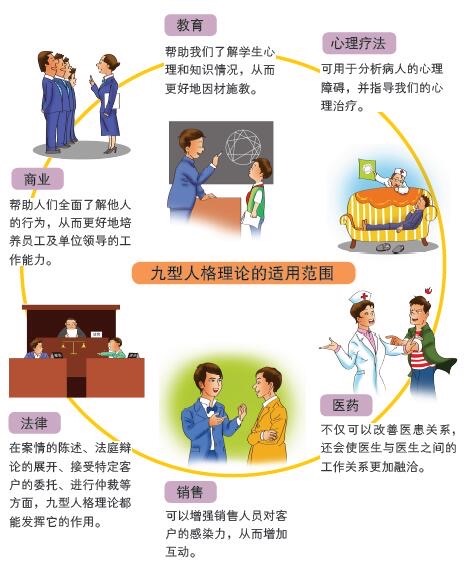 教育
帮助我们了解学生心
理和知识情况，从而
更好地因材施教。
心理疗法
可用于分析病人的心理
障碍，并指导我们的心
理治疗。
商业
帮助人们全面了解他人
的行为，从而更好地培
养员工及单位领导的工
作能力。
九型人格理论的适用范围
医药
不仅可以改善医患关系，
还会使医生与医生之间的
工作关系更加融洽。
法律
在案情的陈述、法庭辩
论的展开、接受特定客
户的委托、进行仲裁等
方面，九型人格理论都
能发挥它的作用。
销售
可以增强销售人员对客
户的感染力，从而增加
互动。